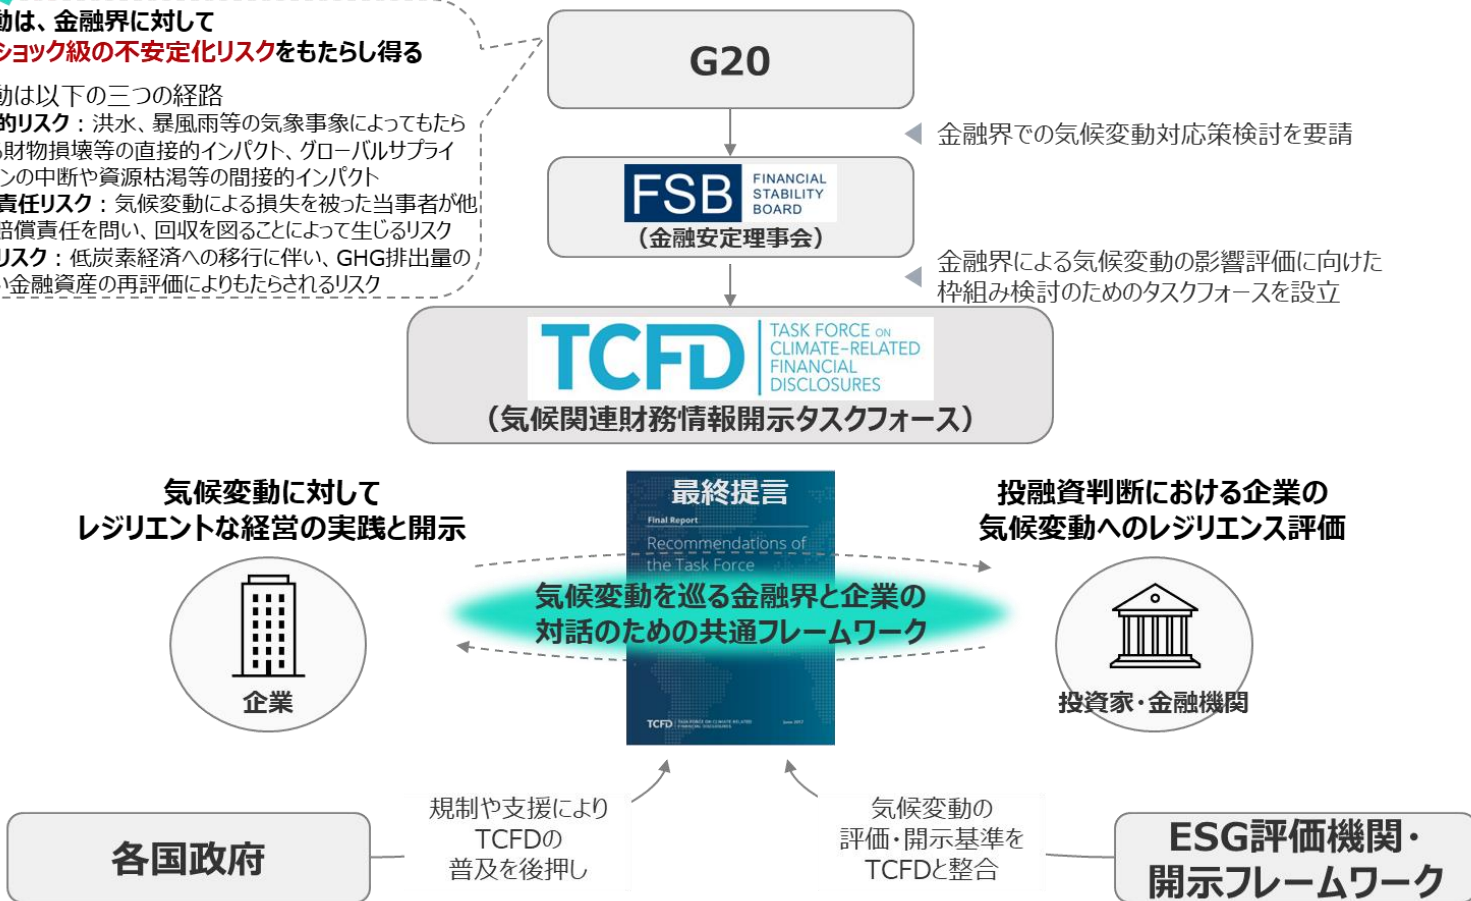 動は、金融界に対して
ショック級の不安定化リスクをもたらし得る
動は以下の三つの経路
的リスク：洪水、暴風雨等の気象事象によってもたら
る財物損壊等の直接的インパクト、グローバルサプライ
ンの中断や資源枯渇等の間接的インパクト
責任リスク：気候変動による損失を被った当事者が他
賠償責任を問い、回収を図ることによって生じるリスク
リスク：低炭素経済への移行に伴い、GHG排出量の
い金融資産の再評価によりもたらされるリスク
G20
金融界での気候変動対応策検討を要請
FSB
FINANCIAL
STABILITY
BOARD
（金融安定理事会）
金融界による気候変動の影響評価に向けた
枠組み検討のためのタスクフォースを設立
TCFD
TASK FORCE ON
CLIMATE-RELATED
FINANCIAL
DISCLOSURES
（気候関連財務情報開示タスクフォース）
気候変動に対して
レジリエントな経営の実践と開示
企業
最終提言
Final Report
Recommendations of
the Task Force
気候変動を巡る金融界と企業の
対話のための共通フレームワーク
TCFD
TASK FORCE ON CLIMATE-RELATED
FINANCIAL DISCLOSURES
June 2017
投融資判断における企業の
気候変動へのレジリエンス評価
投資家・金融機関
各国政府
規制や支援により
TCFDの
普及を後押し
気候変動の
評価・開示基準を
TCFDと整合
ESG評価機関・
開示フレームワーク